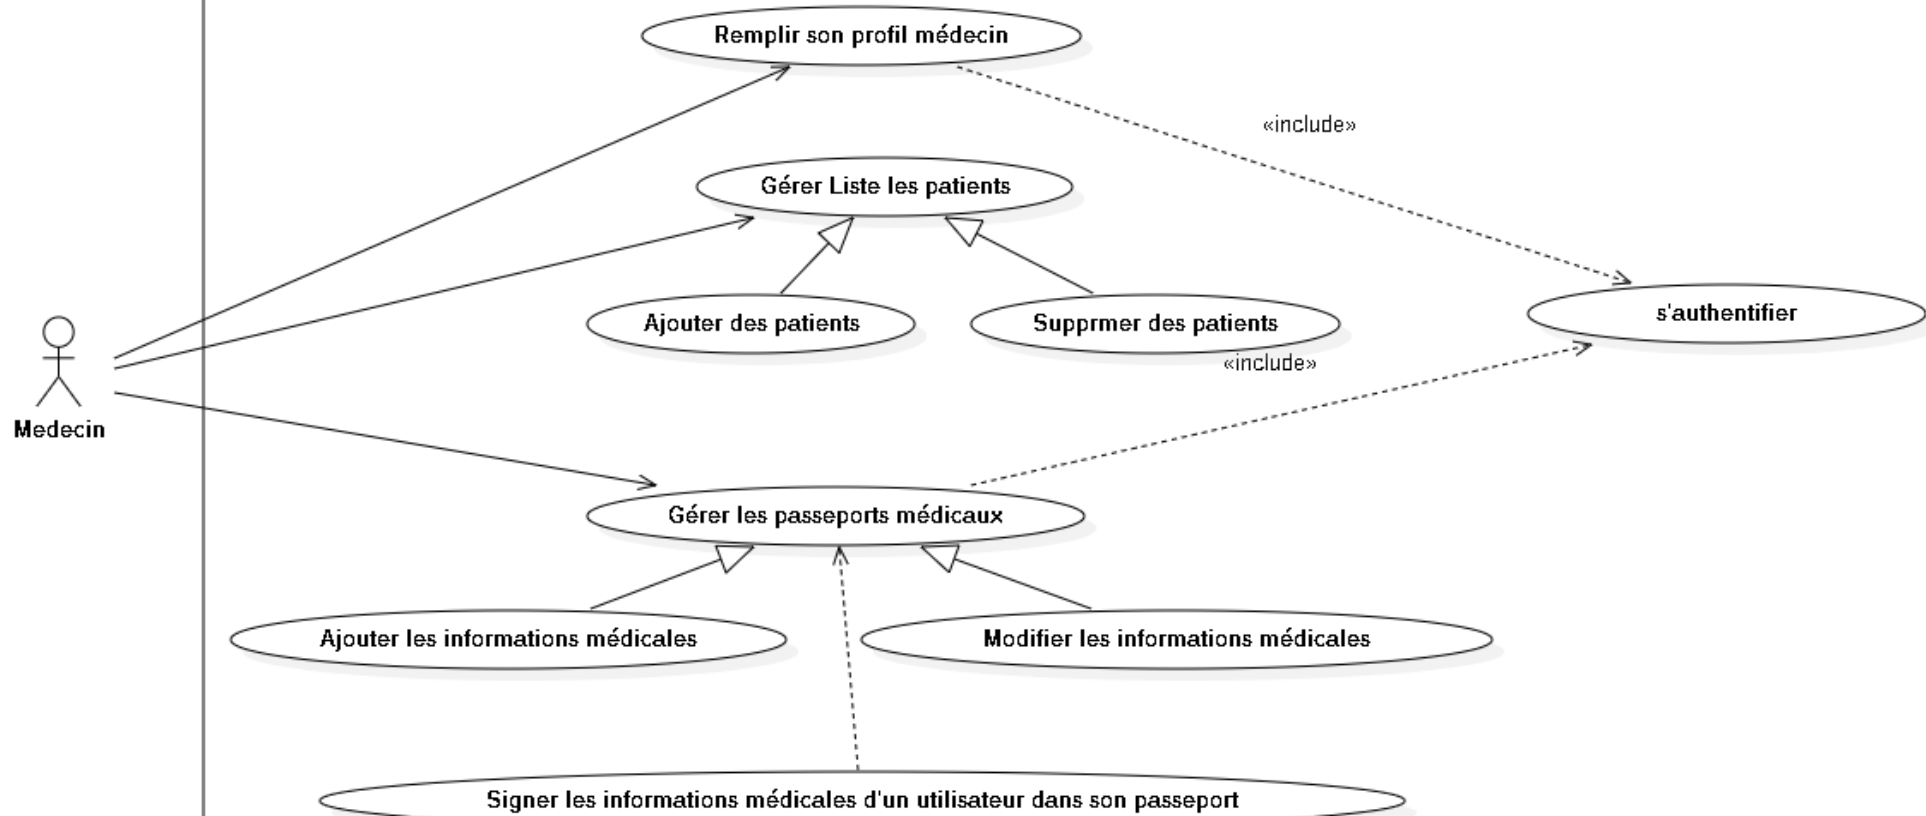 Remplir son profil médecin
«include»
Gérer Liste les patients
Ajouter des patients
Supprmer des patients
s'authentifier
«include»
Medecin
Gérer les passeports médicaux
Ajouter les informations médicales
Modifier les informations médicales
Signer les informations médicales d'un utilisateur dans son passeport